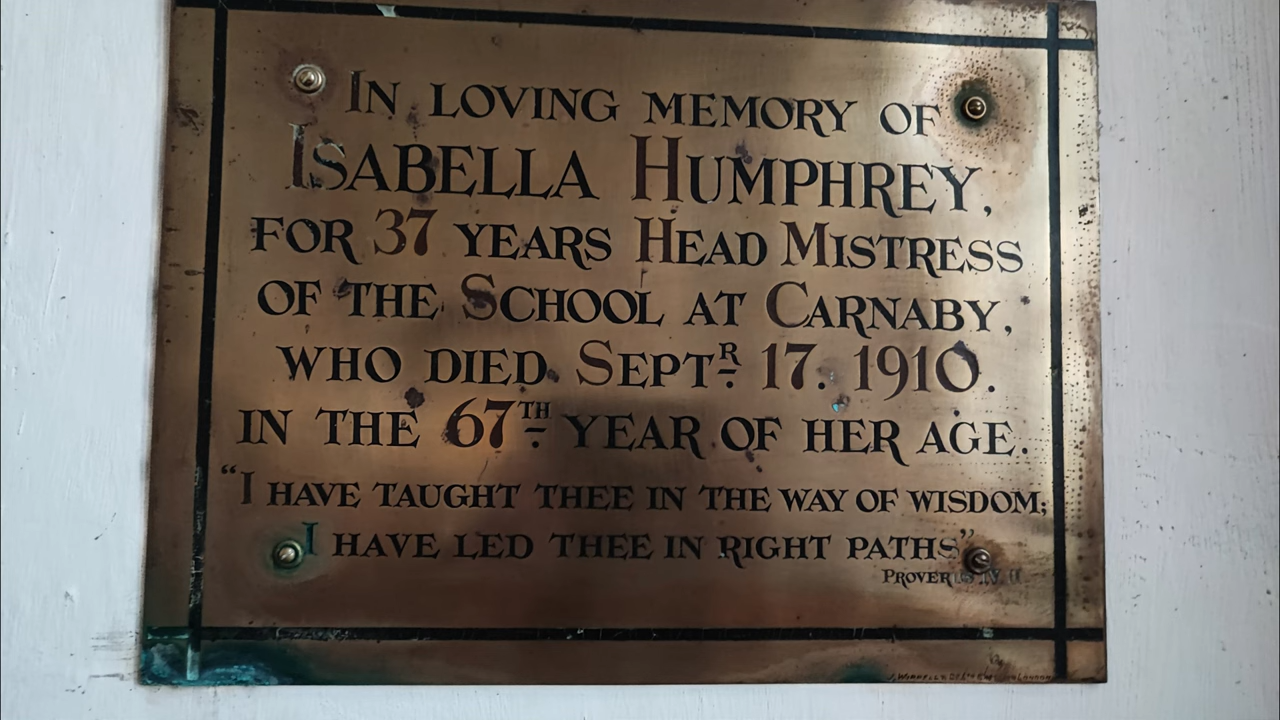 In loving memory of
Isabella Humphrey,
for 37 years Head Mistress
of the School at Carnaby,
who died Septr. 17. 1910.
in the 67th. year of her age.
“I have taught thee in the way of wisdom;
I have led thee in right paths”
Proverbs IV. II